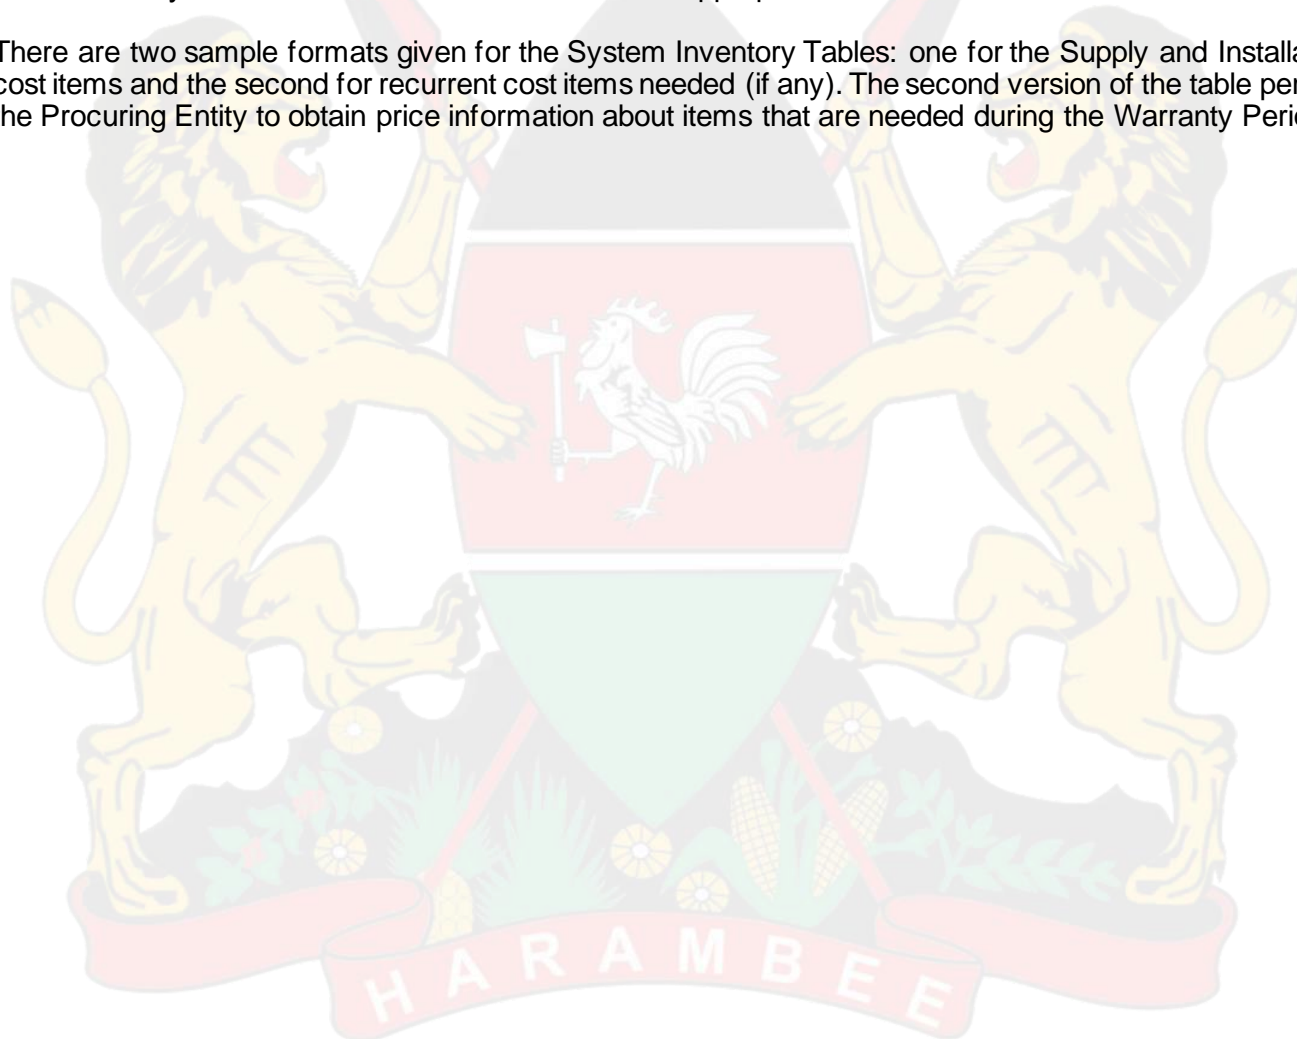 There are two sample formats given for the System Inventory Tables: one for the Supply and Installa
cost items and the second for recurrent cost items needed (if any). The second version of the table per
the Procuring Entity to obtain price information about items that are needed during the Warranty Perio
HARAMBEE